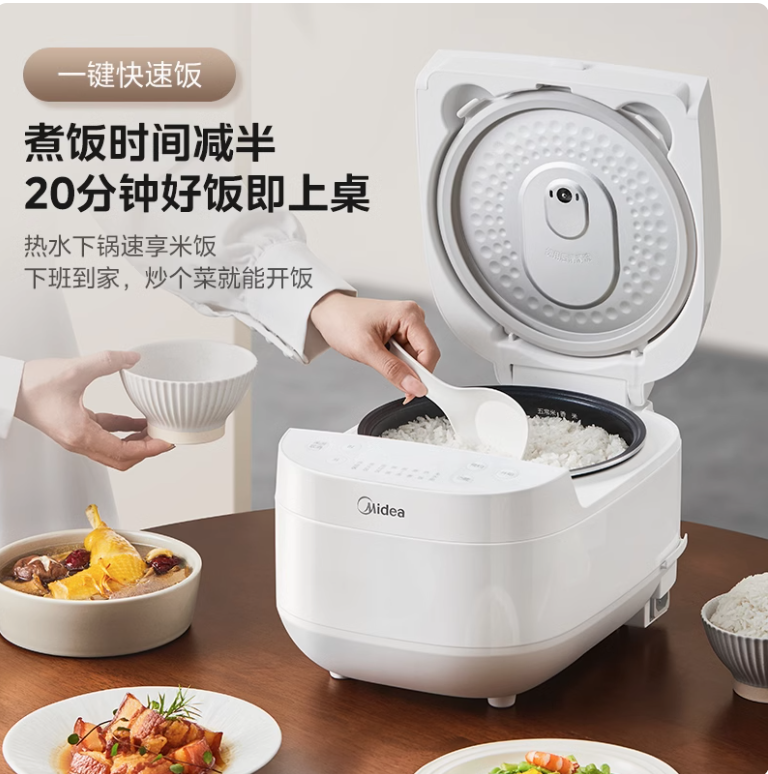 一键快速饭
煮饭时间减半
20分钟好饭即上桌
热水下锅速享米饭
下班到家，炒个菜就能开饭
Midea